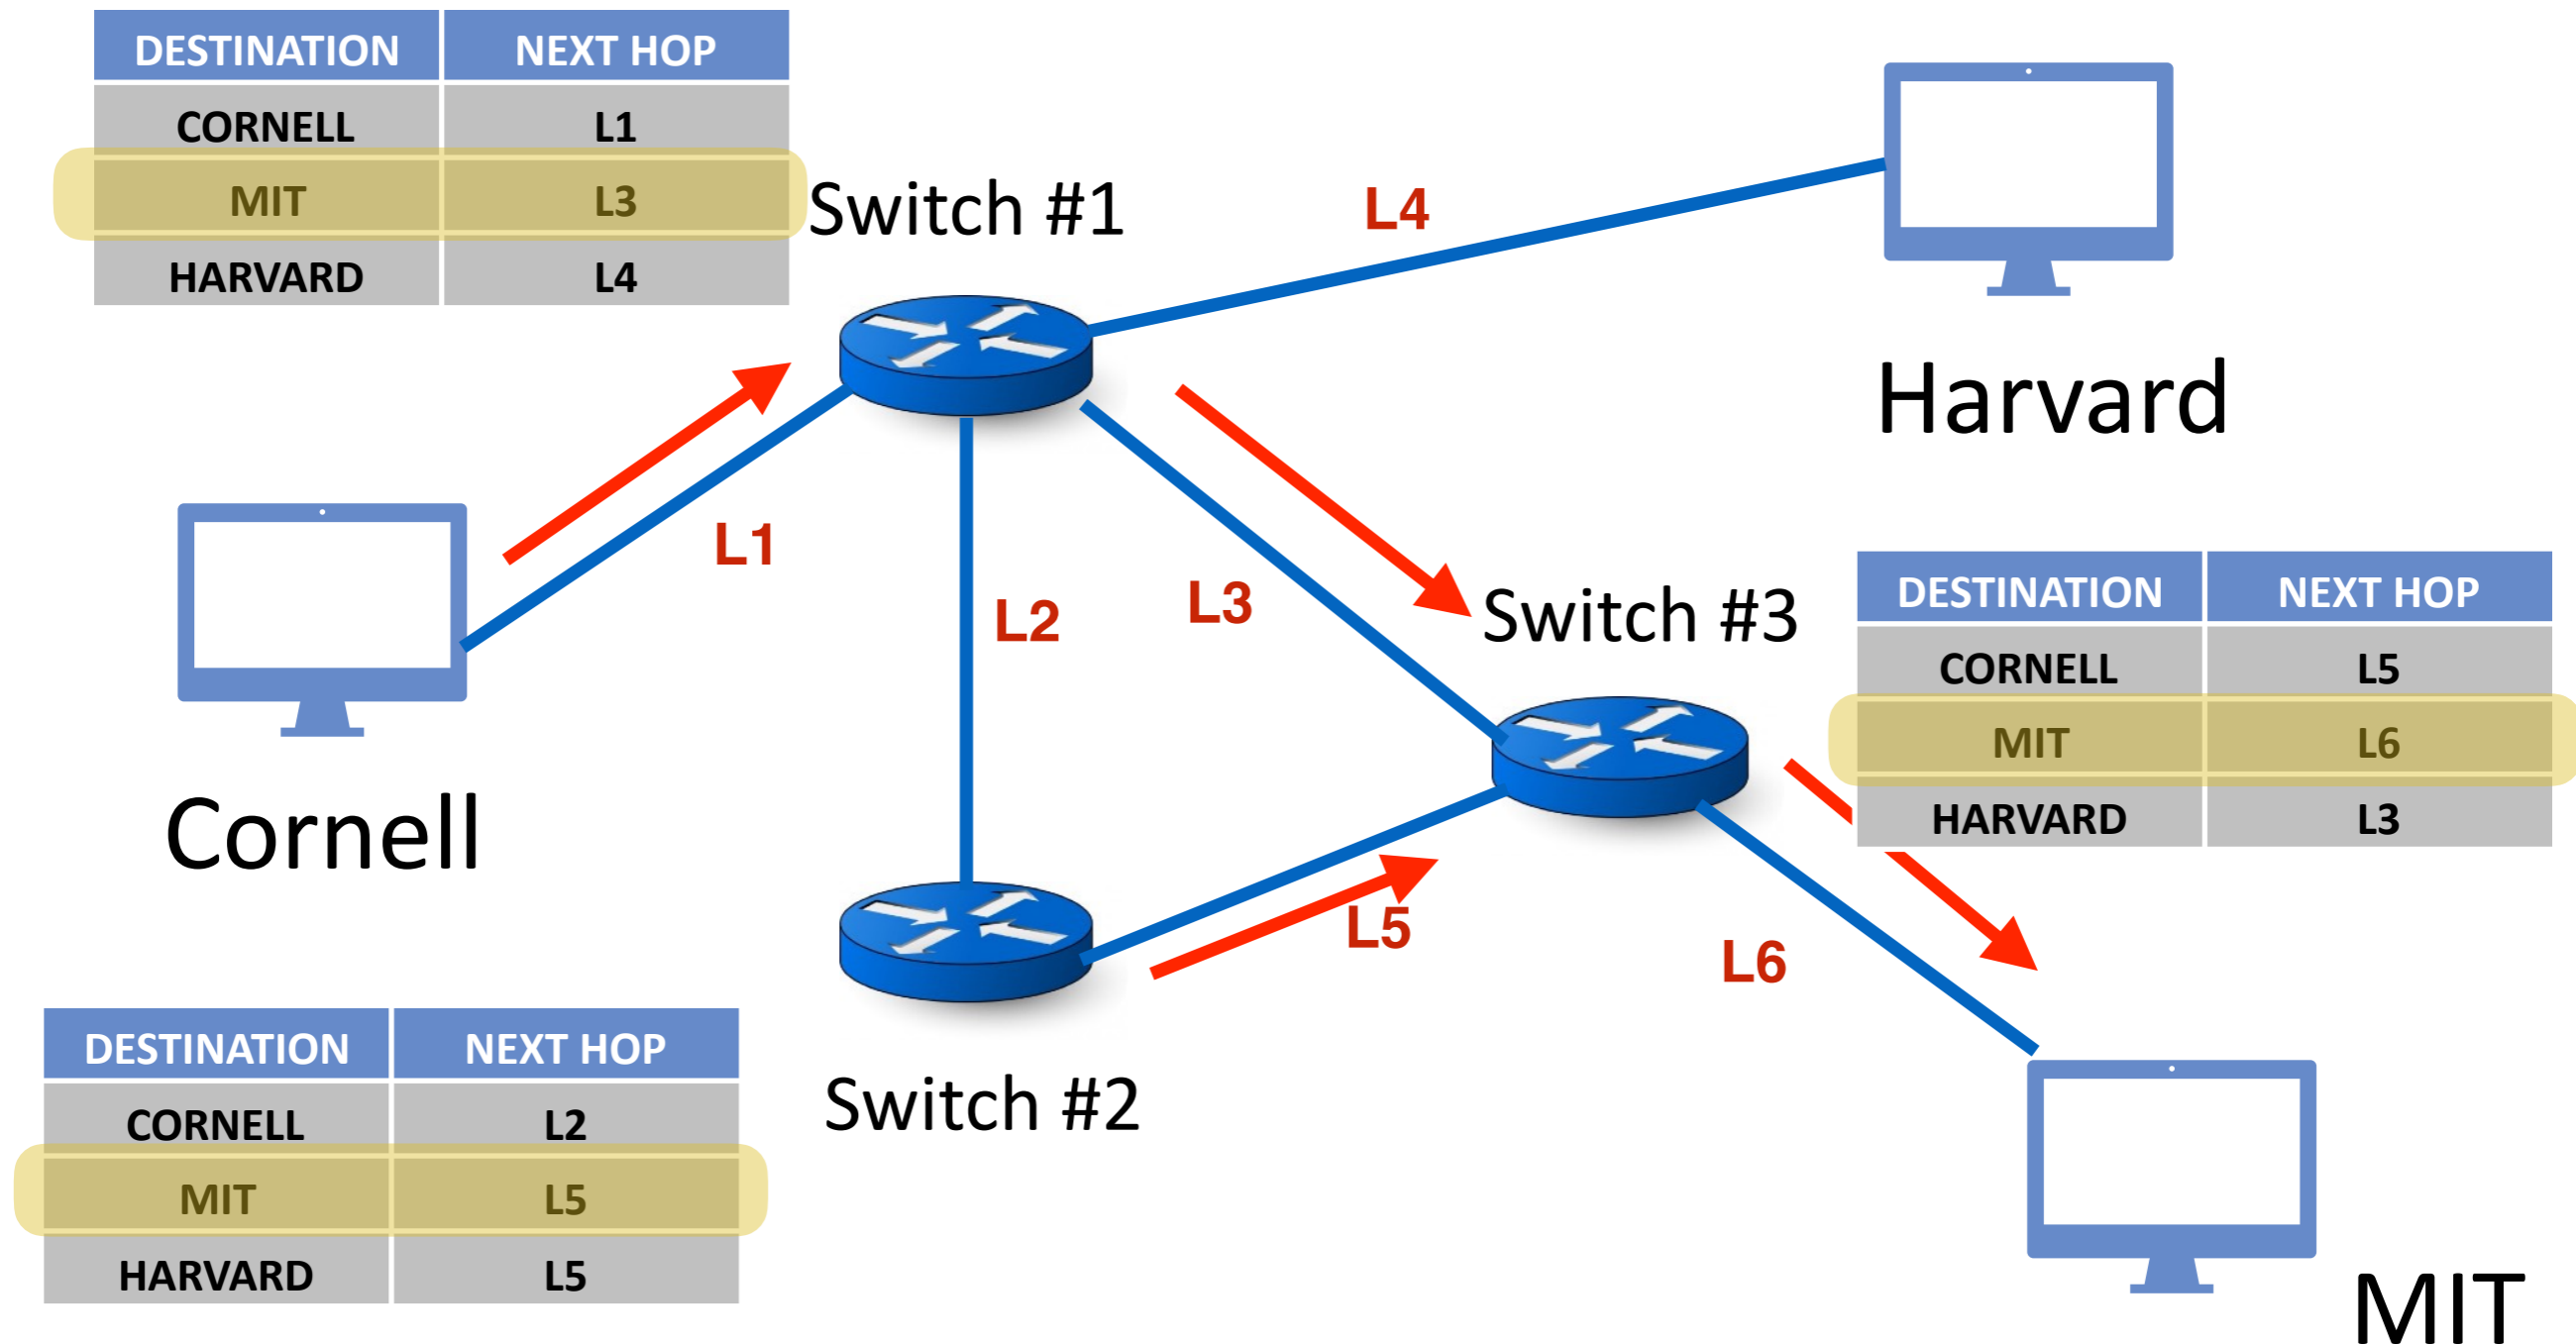 DESTINATION NEXT HOP
CORNELL L1
MIT L3
HARVARD L4
Switch #1
L4
Harvard
L1
L2
L3
Switch #3
DESTINATION NEXT HOP
CORNELL L5
MIT L6
HARVARD L3
Cornell
L5
L6
DESTINATION NEXT HOP
CORNELL L2
MIT L5
HARVARD L5
Switch #2
MIT